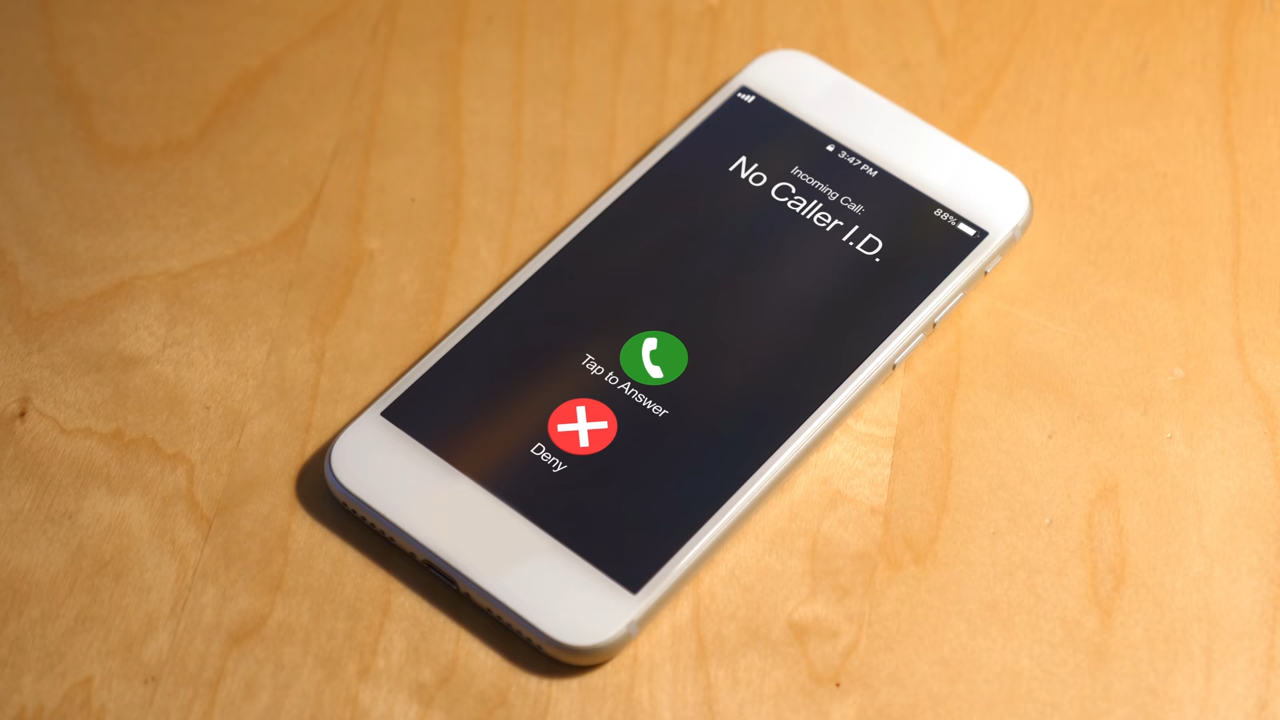 3:47 PM
88%
Incoming Call:
No Caller I.D.
Tap to Answer
Deny